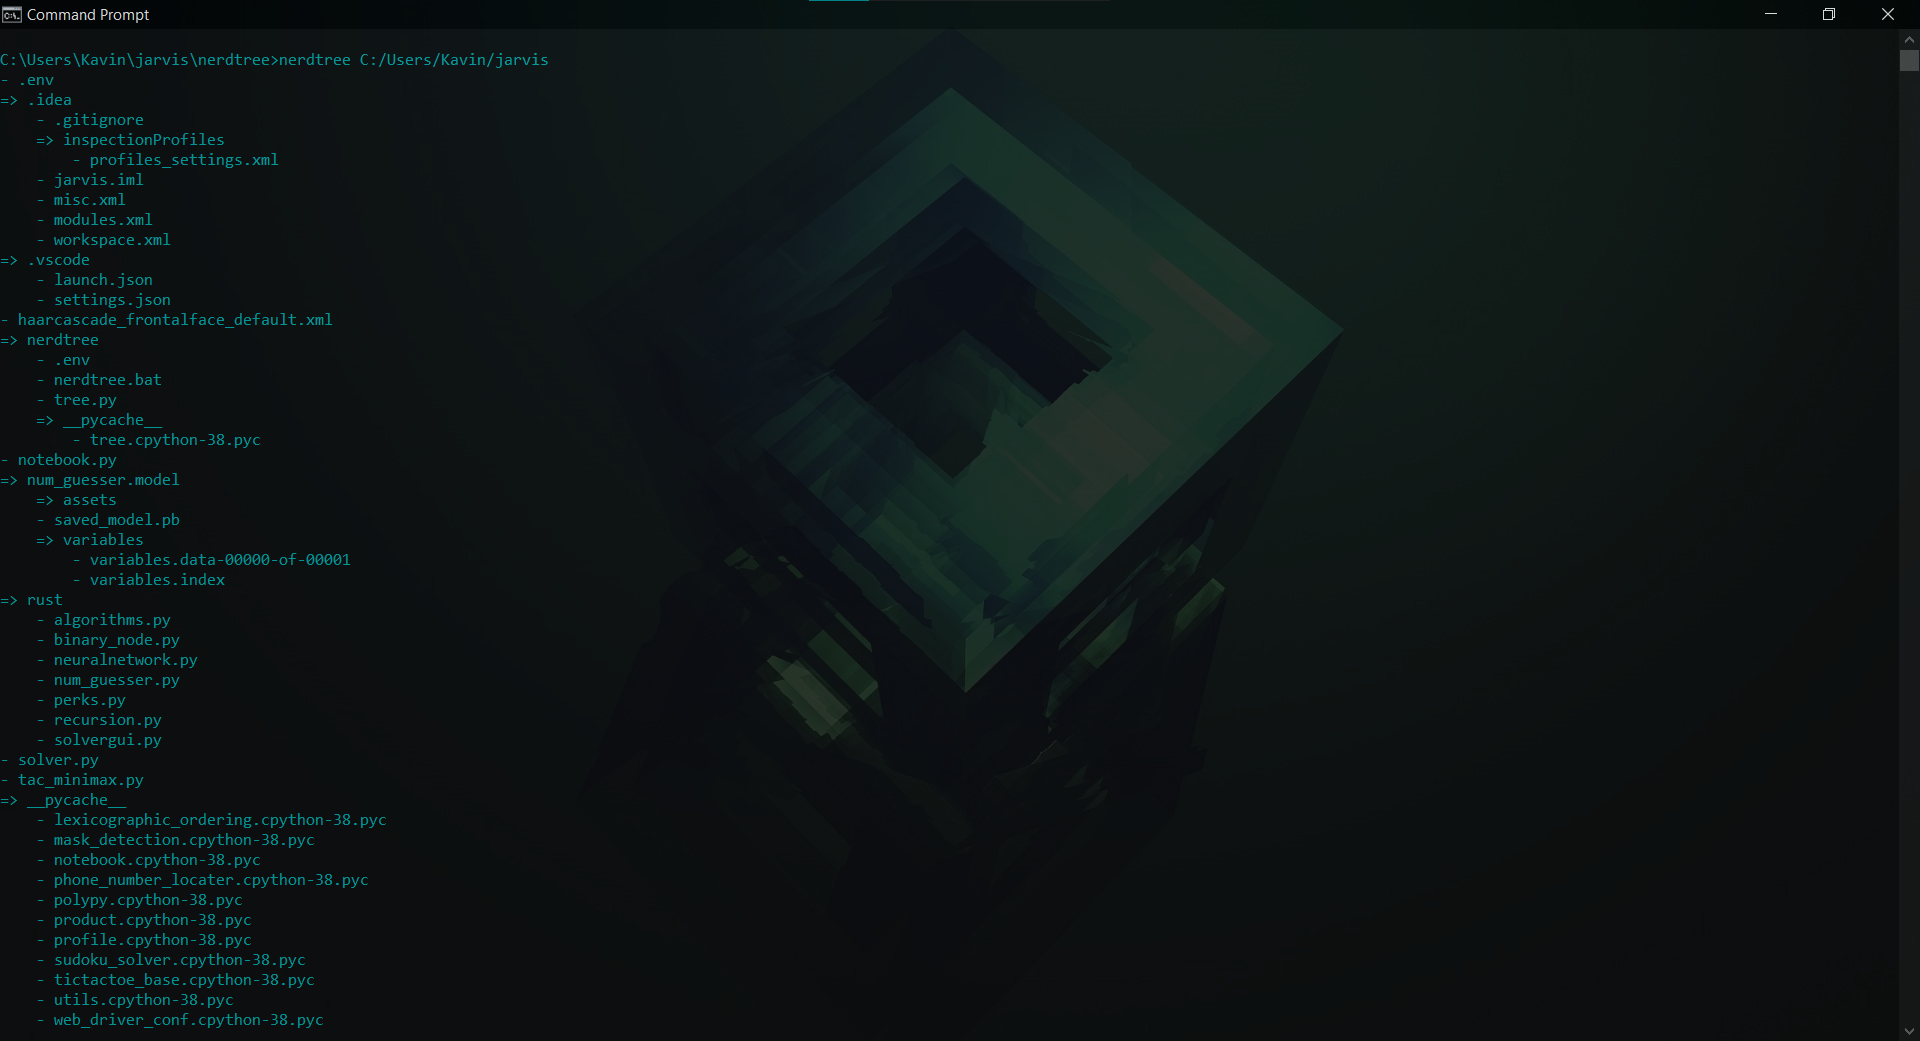 Command Prompt
C:\Users\Kavin\jarvis\nerdtree>nerdtree C:/Users/Kavin/jarvis
- .env
=> .idea
    - .gitignore
    => inspectionProfiles
        - profiles_settings.xml
    - jarvis.iml
    - misc.xml
    - modules.xml
    - workspace.xml
=> .vscode
    - launch.json
    - settings.json
- haarcascade_frontalface_default.xml
=> nerdtree
    - .env
    - nerdtree.bat
    - tree.py
    => __pycache__
        - tree.cpython-38.pyc
- notebook.py
=> num_guesser.model
    => assets
    - saved_model.pb
    => variables
        - variables.data-00000-of-00001
        - variables.index
=> rust
    - algorithms.py
    - binary_node.py
    - neuralnetwork.py
    - num_guesser.py
    - perks.py
    - recursion.py
    - solvergui.py
- solver.py
- tac_minimax.py
=> __pycache__
    - lexicographic_ordering.cpython-38.pyc
    - mask_detection.cpython-38.pyc
    - notebook.cpython-38.pyc
    - phone_number_locater.cpython-38.pyc
    - polypy.cpython-38.pyc
    - product.cpython-38.pyc
    - profile.cpython-38.pyc
    - sudoku_solver.cpython-38.pyc
    - tictactoe_base.cpython-38.pyc
    - utils.cpython-38.pyc
    - web_driver_conf.cpython-38.pyc